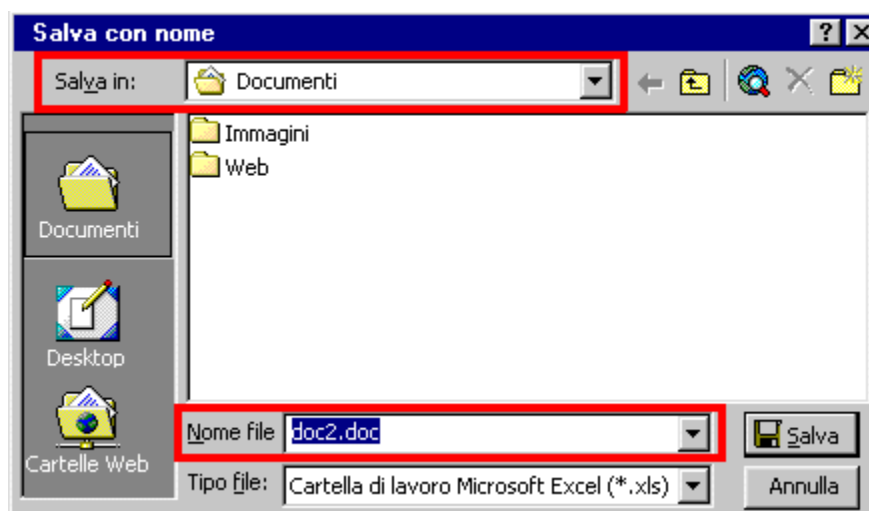 Salva con nome
Salva in: Documenti
Immagini
Web
Documenti
Desktop
Cartelle Web
Nome file doc2.doc
Salva
Tipo file: Cartella di lavoro Microsoft Excel (*.xls)
Annulla